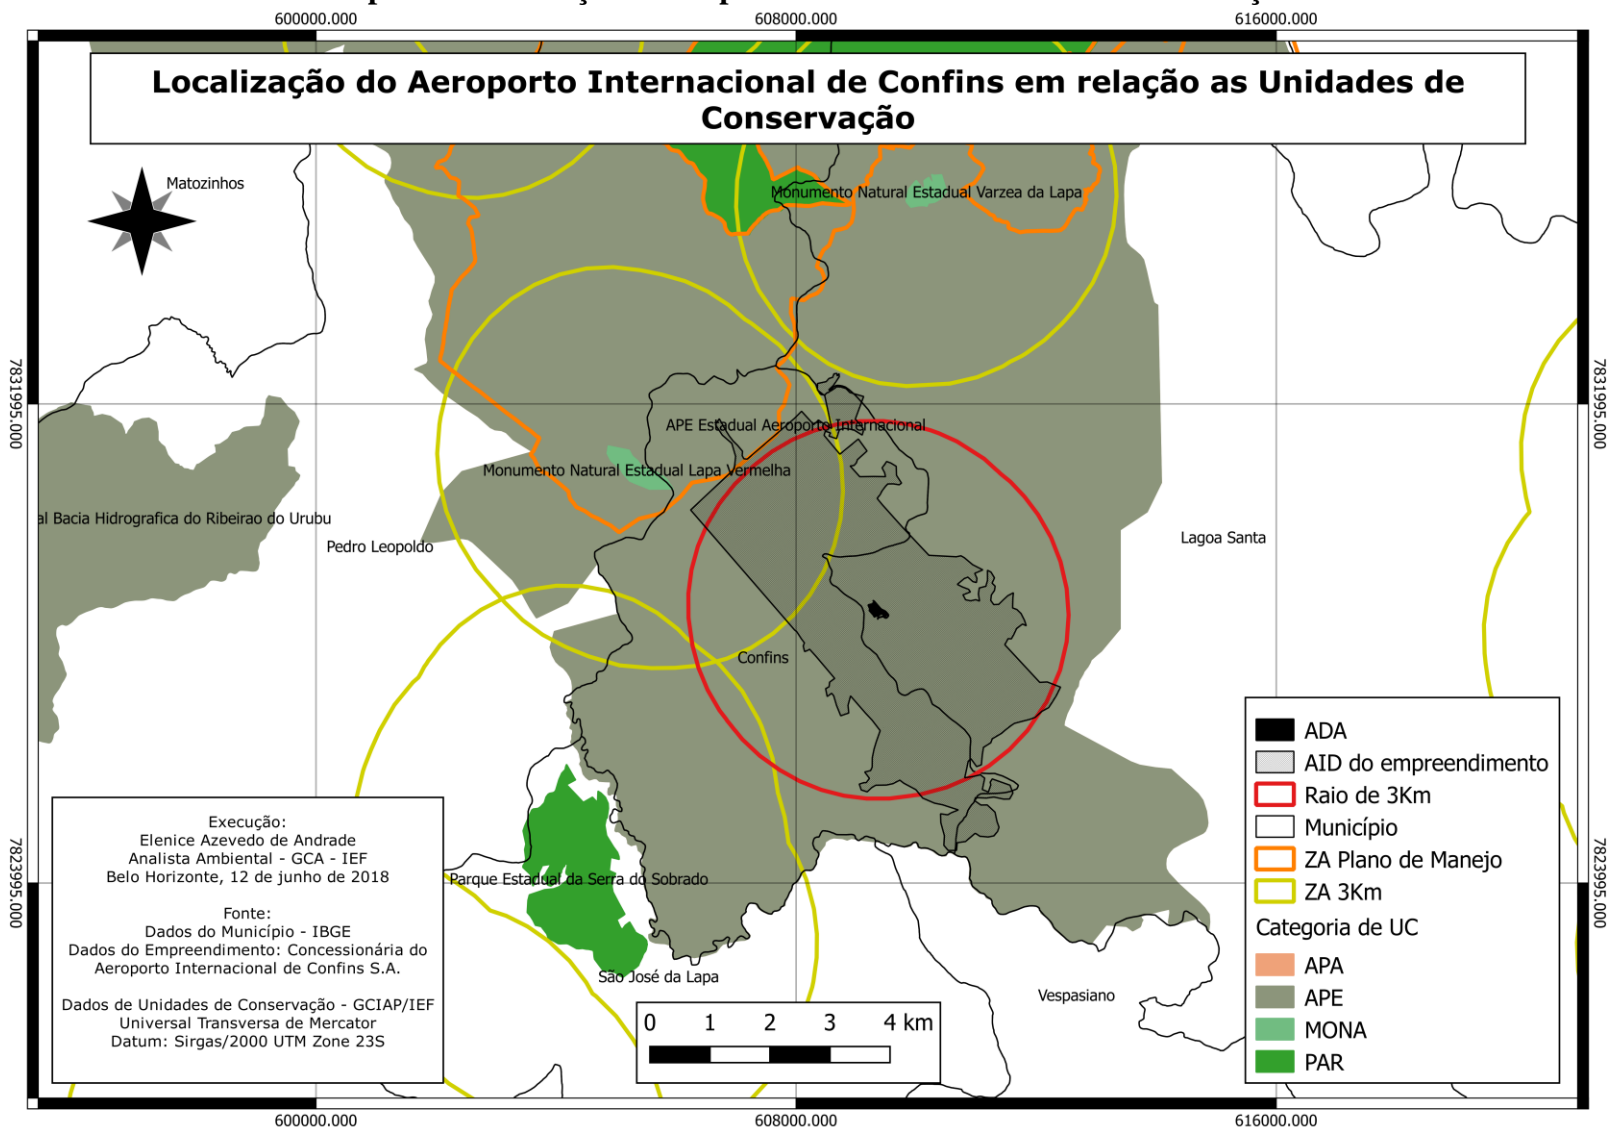 600000.000
608000.000
616000.000
Localização do Aeroporto Internacional de Confins em relação as Unidades de
Conservação
Matozinhos
Monumento Natural Estadual Varzea da Lapa
7831995.000
7831995.000
APE Estadual Aeroporto Internacional
Monumento Natural Estadual Lapa Vermelha
al Bacia Hidrografica do Ribeirao do Urubu
Pedro Leopoldo
Lagoa Santa
Confins
ADA
AID do empreendimento
Raio de 3Km
Município
ZA Plano de Manejo
ZA 3Km
Categoria de UC
APA
APE
MONA
PAR
Execução:
Elenice Azevedo de Andrade
Analista Ambiental - GCA - IEF
Belo Horizonte, 12 de junho de 2018
Fonte:
Dados do Município - IBGE
Dados do Empreendimento: Concessionária do
Aeroporto Internacional de Confins S.A.
Dados de Unidades de Conservação - GCIAP/IEF
Universal Transversa de Mercator
Datum: Sirgas/2000 UTM Zone 23S
7823995.000
7823995.000
Parque Estadual da Serra do Sobrado
São José da Lapa
Vespasiano
0 1 2 3 4 km
600000.000
608000.000
616000.000